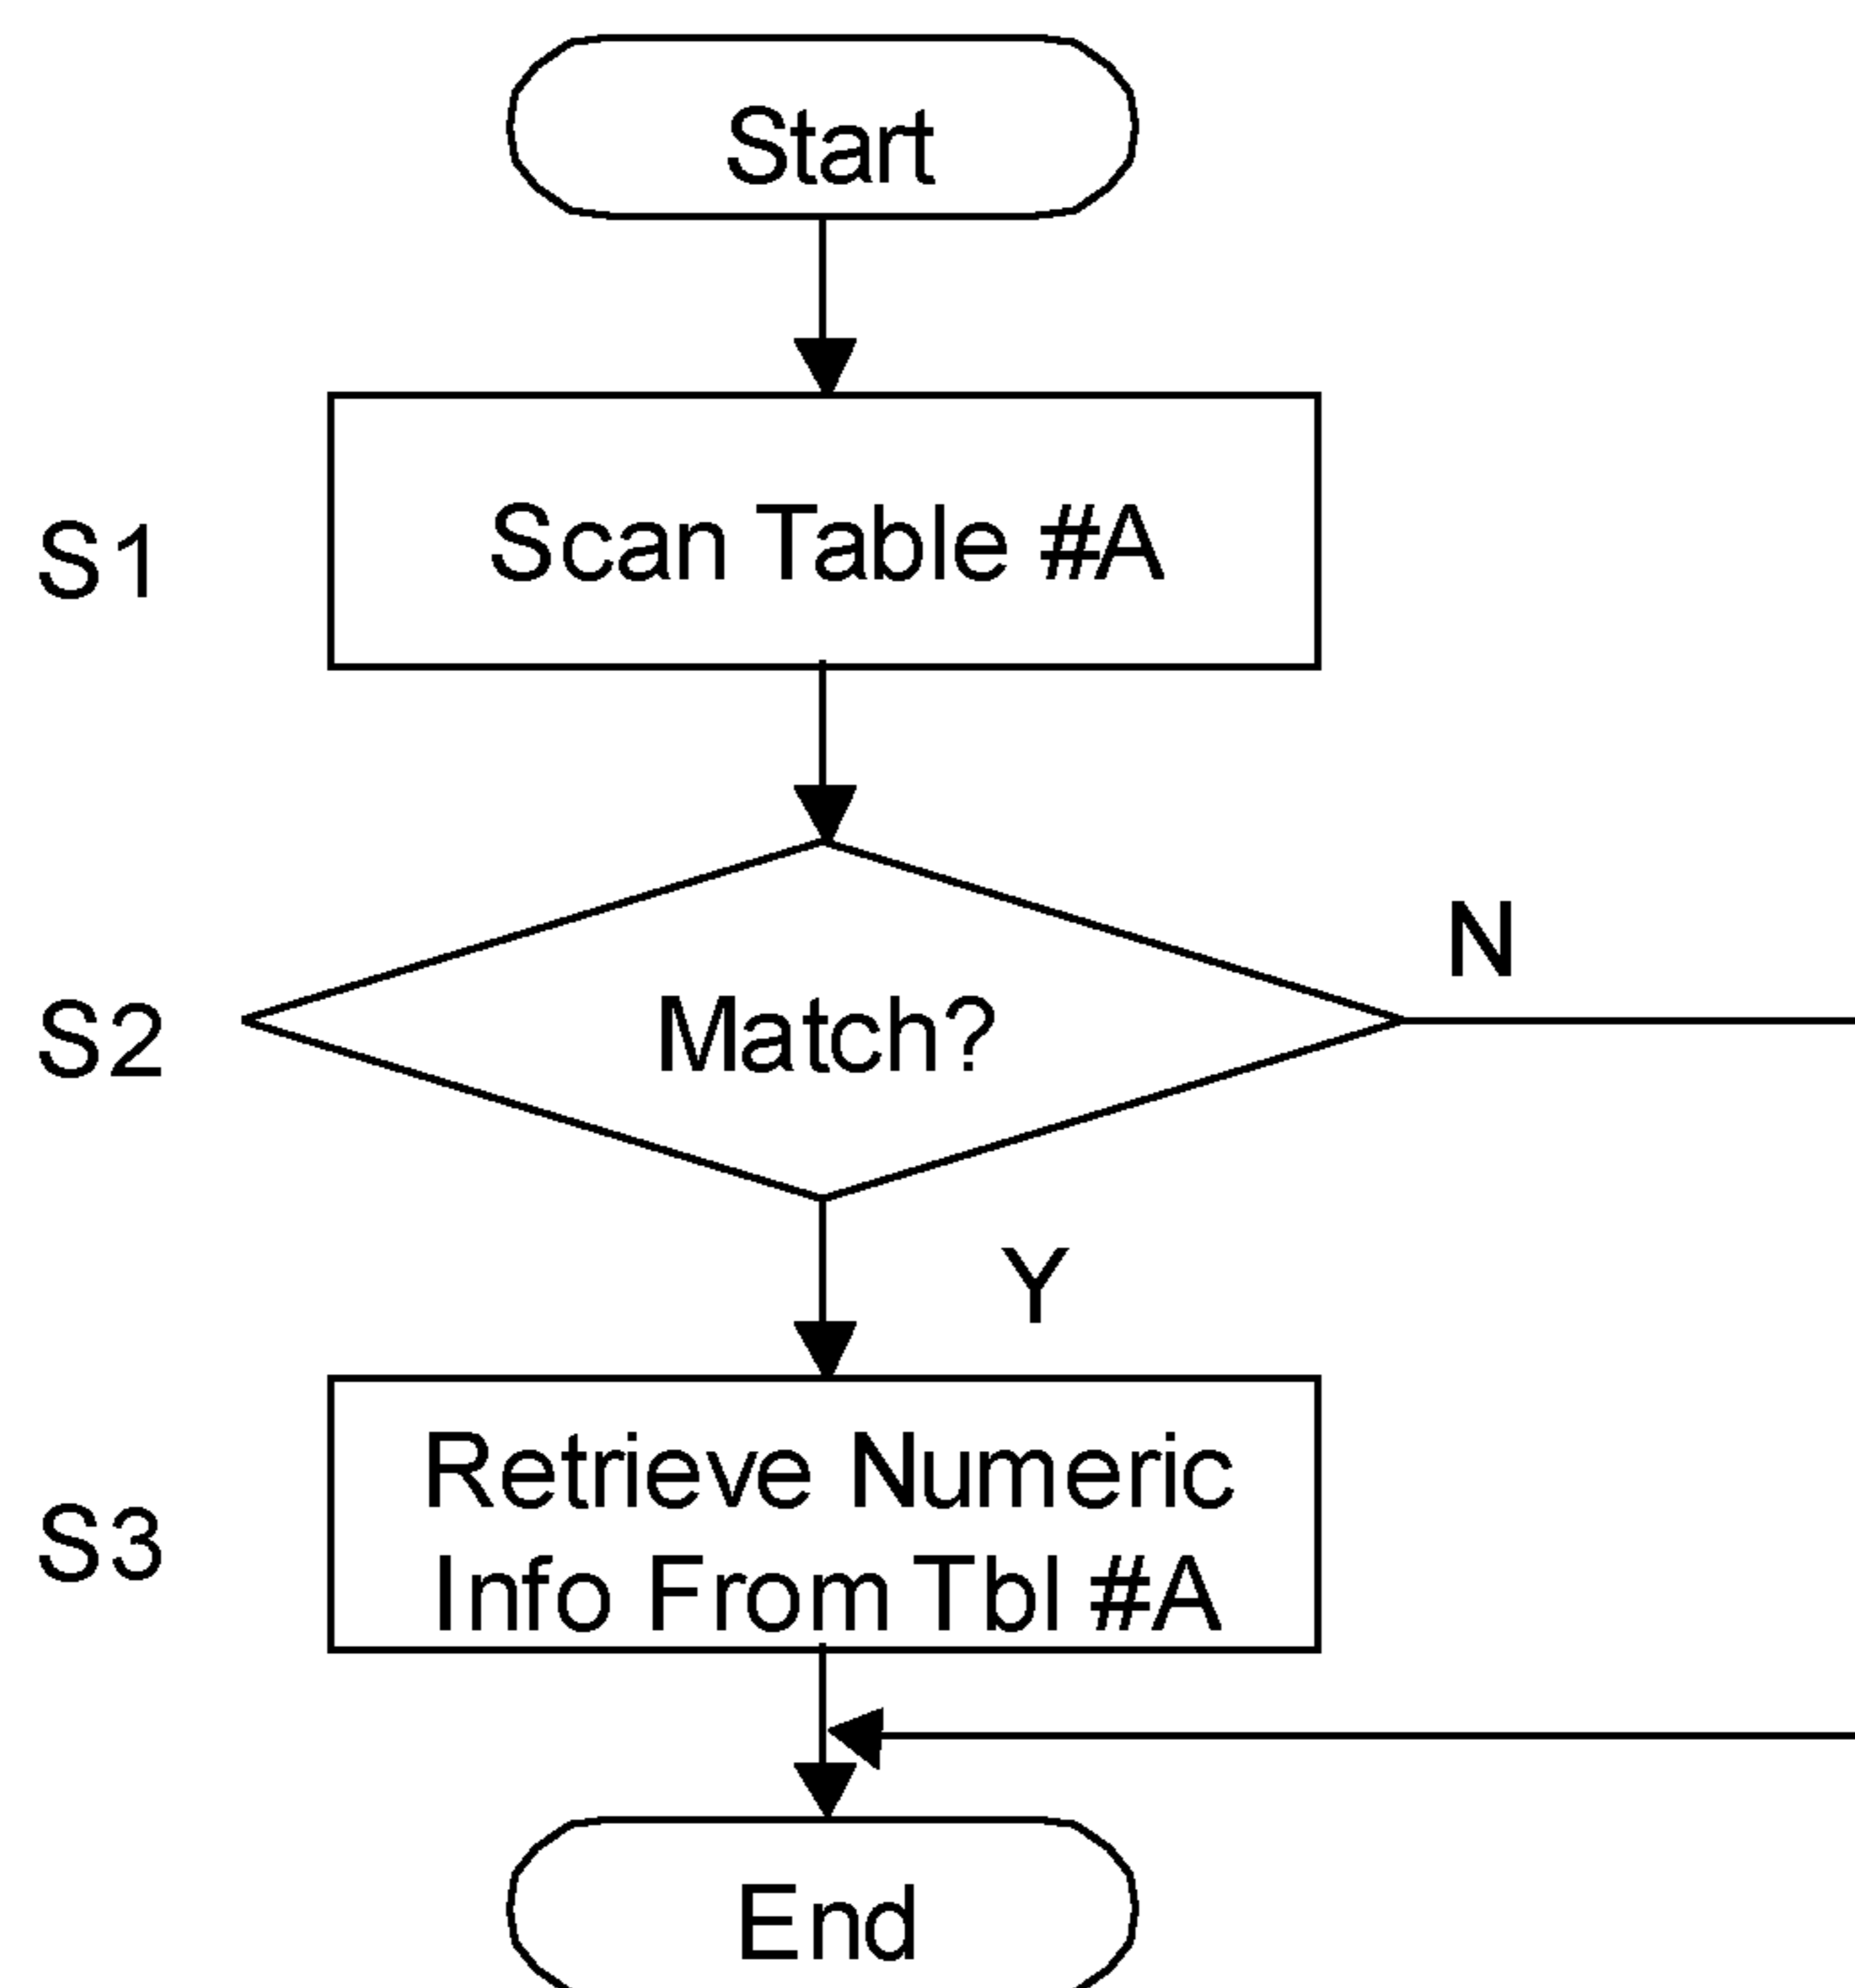 Start
S1
Scan Table #A
S2
Match?
N
Y
S3
Retrieve Numeric
Info From Tbl #A
End